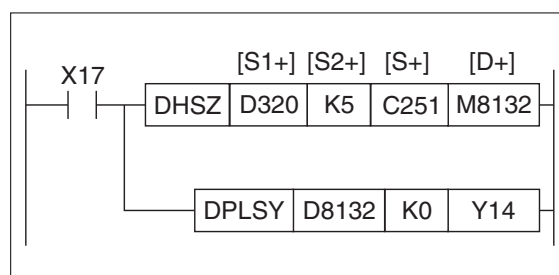 [S1+] [S2+] [S+] [D+]
X17
DHSZ D320 K5 C251 M8132
DPLSY D8132 K0 Y14